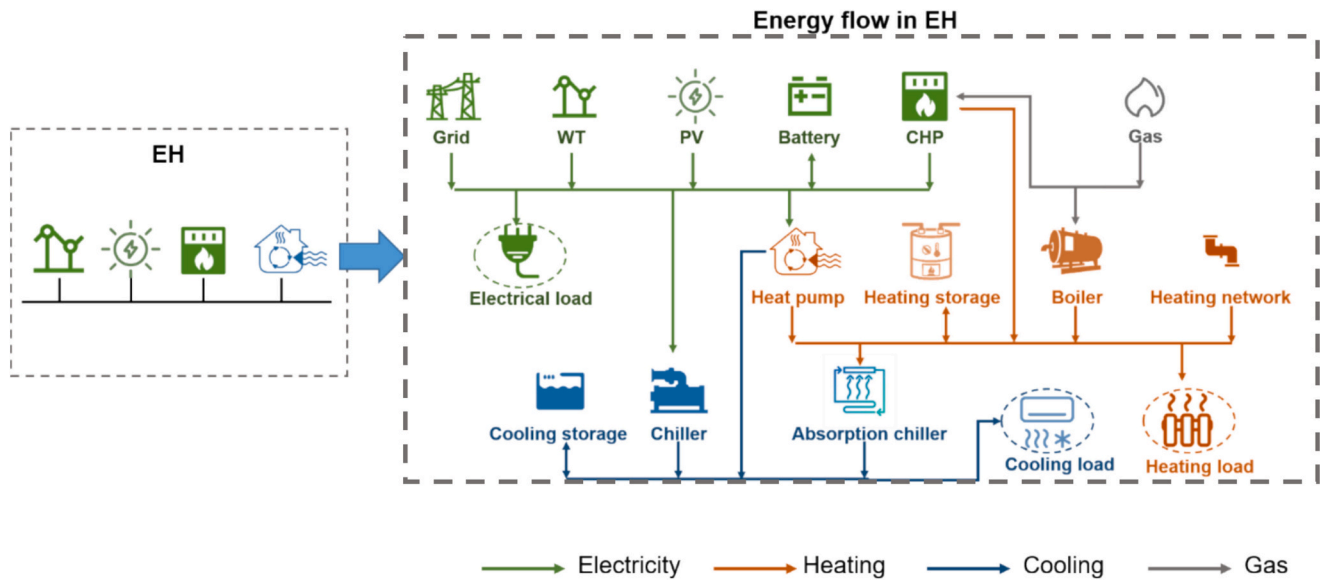 Energy flow in EH
EH
Grid
WT
PV
Battery
CHP
Gas
Electrical load
Heat pump
Heating storage
Boiler
Heating network
Cooling storage
Chiller
Absorption chiller
Cooling load
Heating load
Electricity
Heating
Cooling
Gas